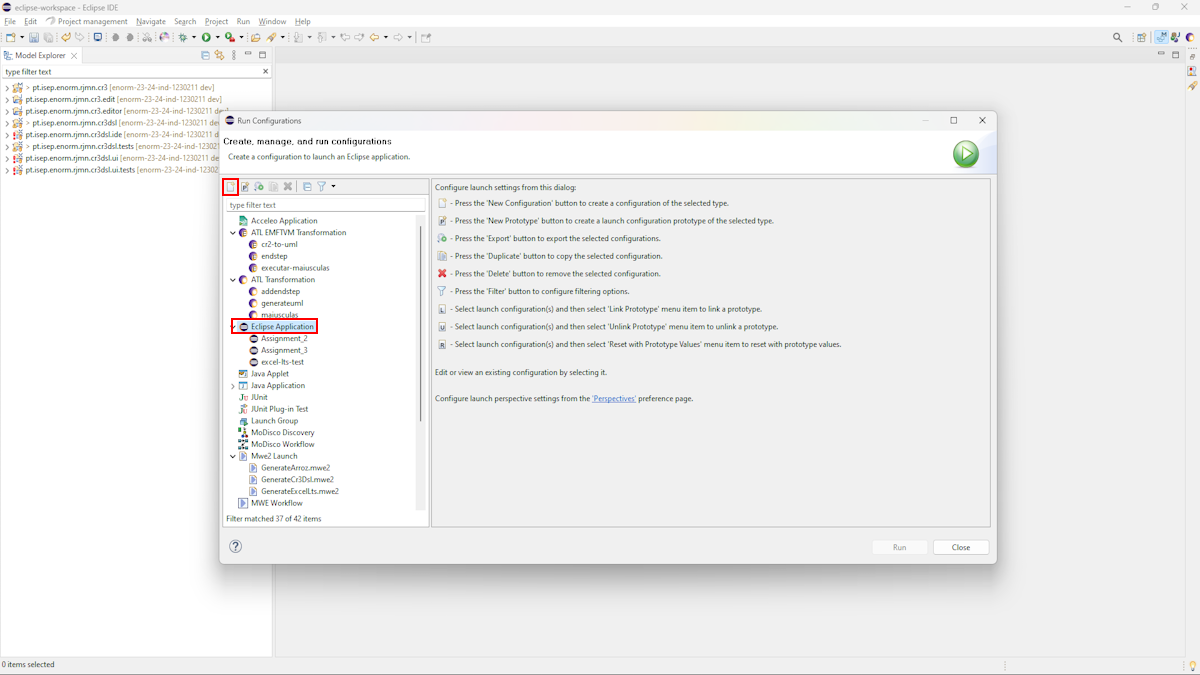 eclipse-workspace - Eclipse IDE
File Edit Project management Navigate Search Project Run Window Help
Model Explorer
type filter text
> pt.isep.enorm.rjmn.cr3 [enorm-23-24-ind-1230211 dev]
pt.isep.enorm.rjmn.cr3.edit [enorm-23-24-ind-1230211 dev]
pt.isep.enorm.rjmn.cr3.editor [enorm-23-24-ind-1230211 dev]
> pt.isep.enorm.rjmn.cr3dsl [enorm-23-24-ind-1230211 de
pt.isep.enorm.rjmn.cr3dsl.ide [enorm-23-24-ind-1230211 d
> pt.isep.enorm.rjmn.cr3dsl.tests [enorm-23-24-ind-12302
pt.isep.enorm.rjmn.cr3dsl.ui [enorm-23-24-ind-1230211 de
pt.isep.enorm.rjmn.cr3dsl.ui.tests [enorm-23-24-ind-12302
Run Configurations
Create, manage, and run configurations
Create a configuration to launch an Eclipse application.
type filter text
Acceleo Application
ATL EMFTVM Transformation
cr2-to-uml
endstep
executar-maiusculas
ATL Transformation
addendstep
generateuml
maiusculas
Eclipse Application
Assignment_2
Assignment_3
excel-lts-test
Java Applet
Java Application
JUnit
JUnit Plug-in Test
Launch Group
MoDisco Discovery
MoDisco Workflow
Mwe2 Launch
GenerateArroz.mwe2
GenerateCr3Dsl.mwe2
GenerateExcelLts.mwe2
MWE Workflow
Filter matched 37 of 42 items
Configure launch settings from this dialog:
- Press the 'New Configuration' button to create a configuration of the selected type.
- Press the 'New Prototype' button to create a launch configuration prototype of the selected type.
- Press the 'Export' button to export the selected configurations.
- Press the 'Duplicate' button to copy the selected configuration.
- Press the 'Delete' button to remove the selected configuration.
- Press the 'Filter' button to configure filtering options.
L - Select launch configuration(s) and then select 'Link Prototype' menu item to link a prototype.
U - Select launch configuration(s) and then select 'Unlink Prototype' menu item to unlink a prototype.
R - Select launch configuration(s) and then select 'Reset with Prototype Values' menu item to reset with prototype values.
Edit or view an existing configuration by selecting it.
Configure launch perspective settings from the 'Perspectives' preference page.
Run Close
0 items selected